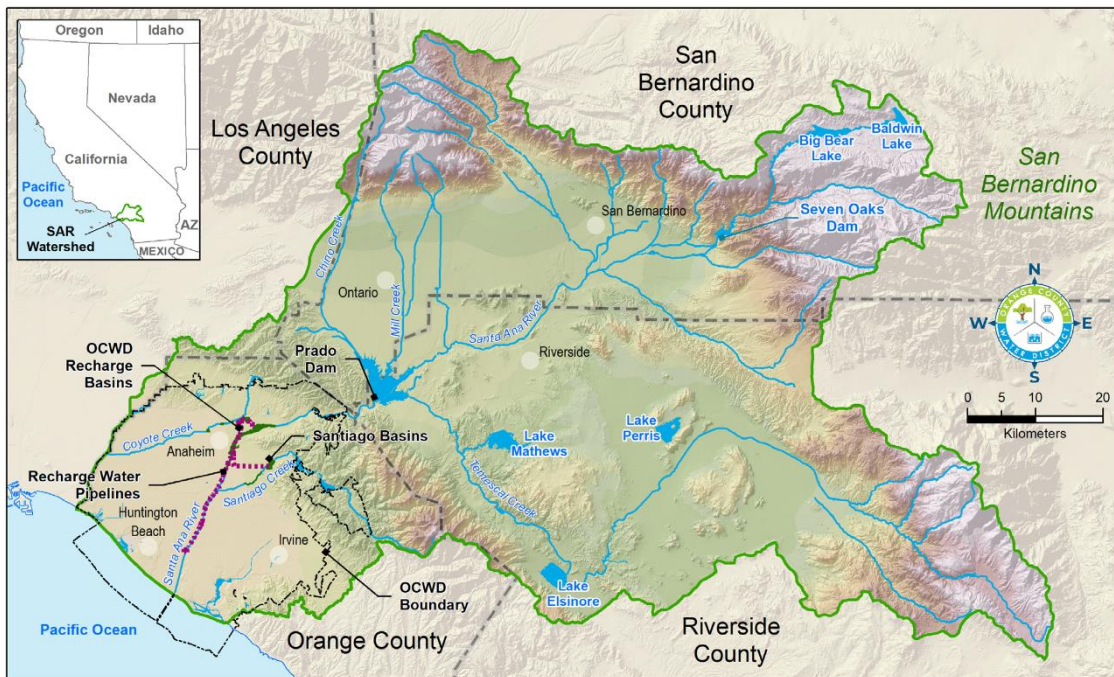 Oregon
Idaho
Nevada
California
Pacific
Ocean
SAR
Watershed
AZ
MEXICO
Los Angeles
County
San
Bernardino
County
Big Bear
Lake
Baldwin
Lake
San
Bernardino
Mountains
San Bernardino
Seven Oaks
Dam
Chino Creek
Ontario
Mill Creek
Santa Ana River
Riverside
N
W
E
S
ORANGE COUNTY
WATER DISTRICT
0 10 20
Kilometers
OCWD
Recharge
Basins
Prado
Dam
Coyote Creek
Anaheim
Santiago Basins
Lake
Mathews
Lake
Perris
Recharge Water
Pipelines
Santiago Creek
Temescal Creek
Huntington
Beach
Santa Ana River
Irvine
OCWD
Boundary
Lake
Elsinore
Pacific Ocean
Orange County
Riverside
County